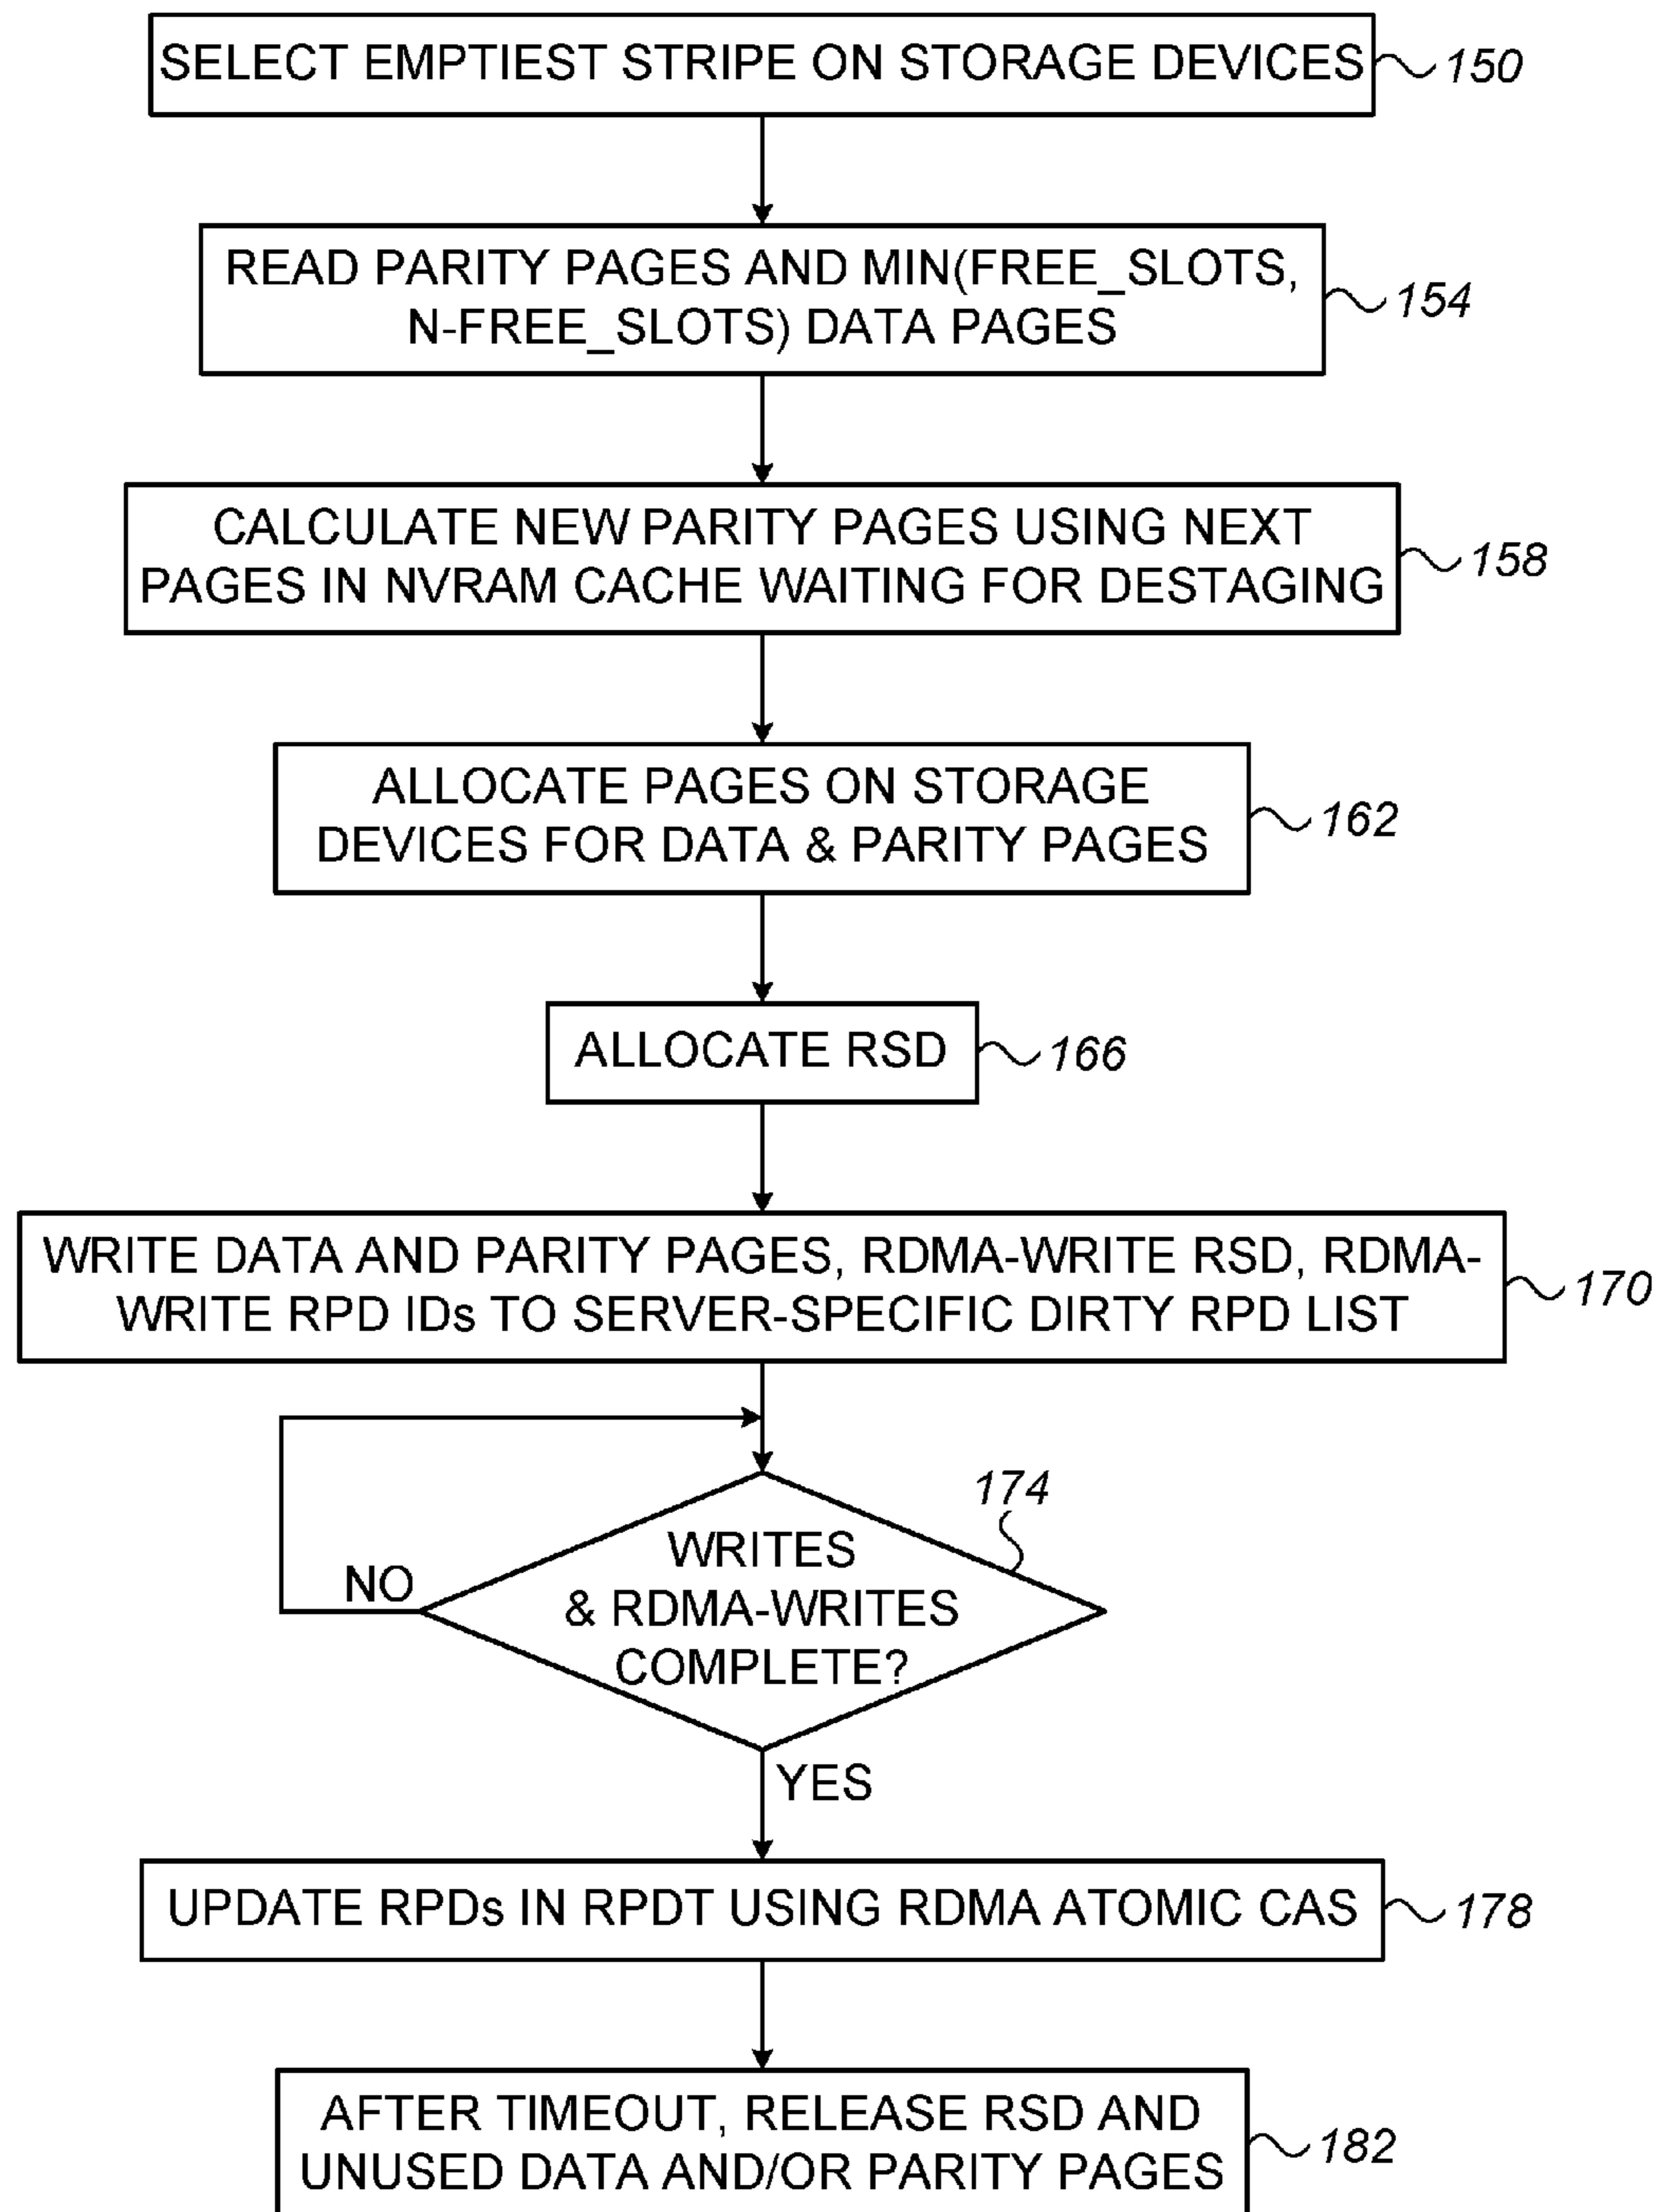 SELECT EMPTIEST STRIPE ON STORAGE DEVICES
150
READ PARITY PAGES AND MIN(FREE_SLOTS,
N-FREE_SLOTS) DATA PAGES
154
CALCULATE NEW PARITY PAGES USING NEXT
PAGES IN NVRAM CACHE WAITING FOR DESTAGING
158
ALLOCATE PAGES ON STORAGE
DEVICES FOR DATA & PARITY PAGES
162
ALLOCATE RSD
166
WRITE DATA AND PARITY PAGES, RDMA-WRITE RSD, RDMA-
WRITE RPD IDs TO SERVER-SPECIFIC DIRTY RPD LIST
170
174
WRITES
& RDMA-WRITES
COMPLETE?
NO
YES
UPDATE RPDs IN RPDT USING RDMA ATOMIC CAS
178
AFTER TIMEOUT, RELEASE RSD AND
UNUSED DATA AND/OR PARITY PAGES
182